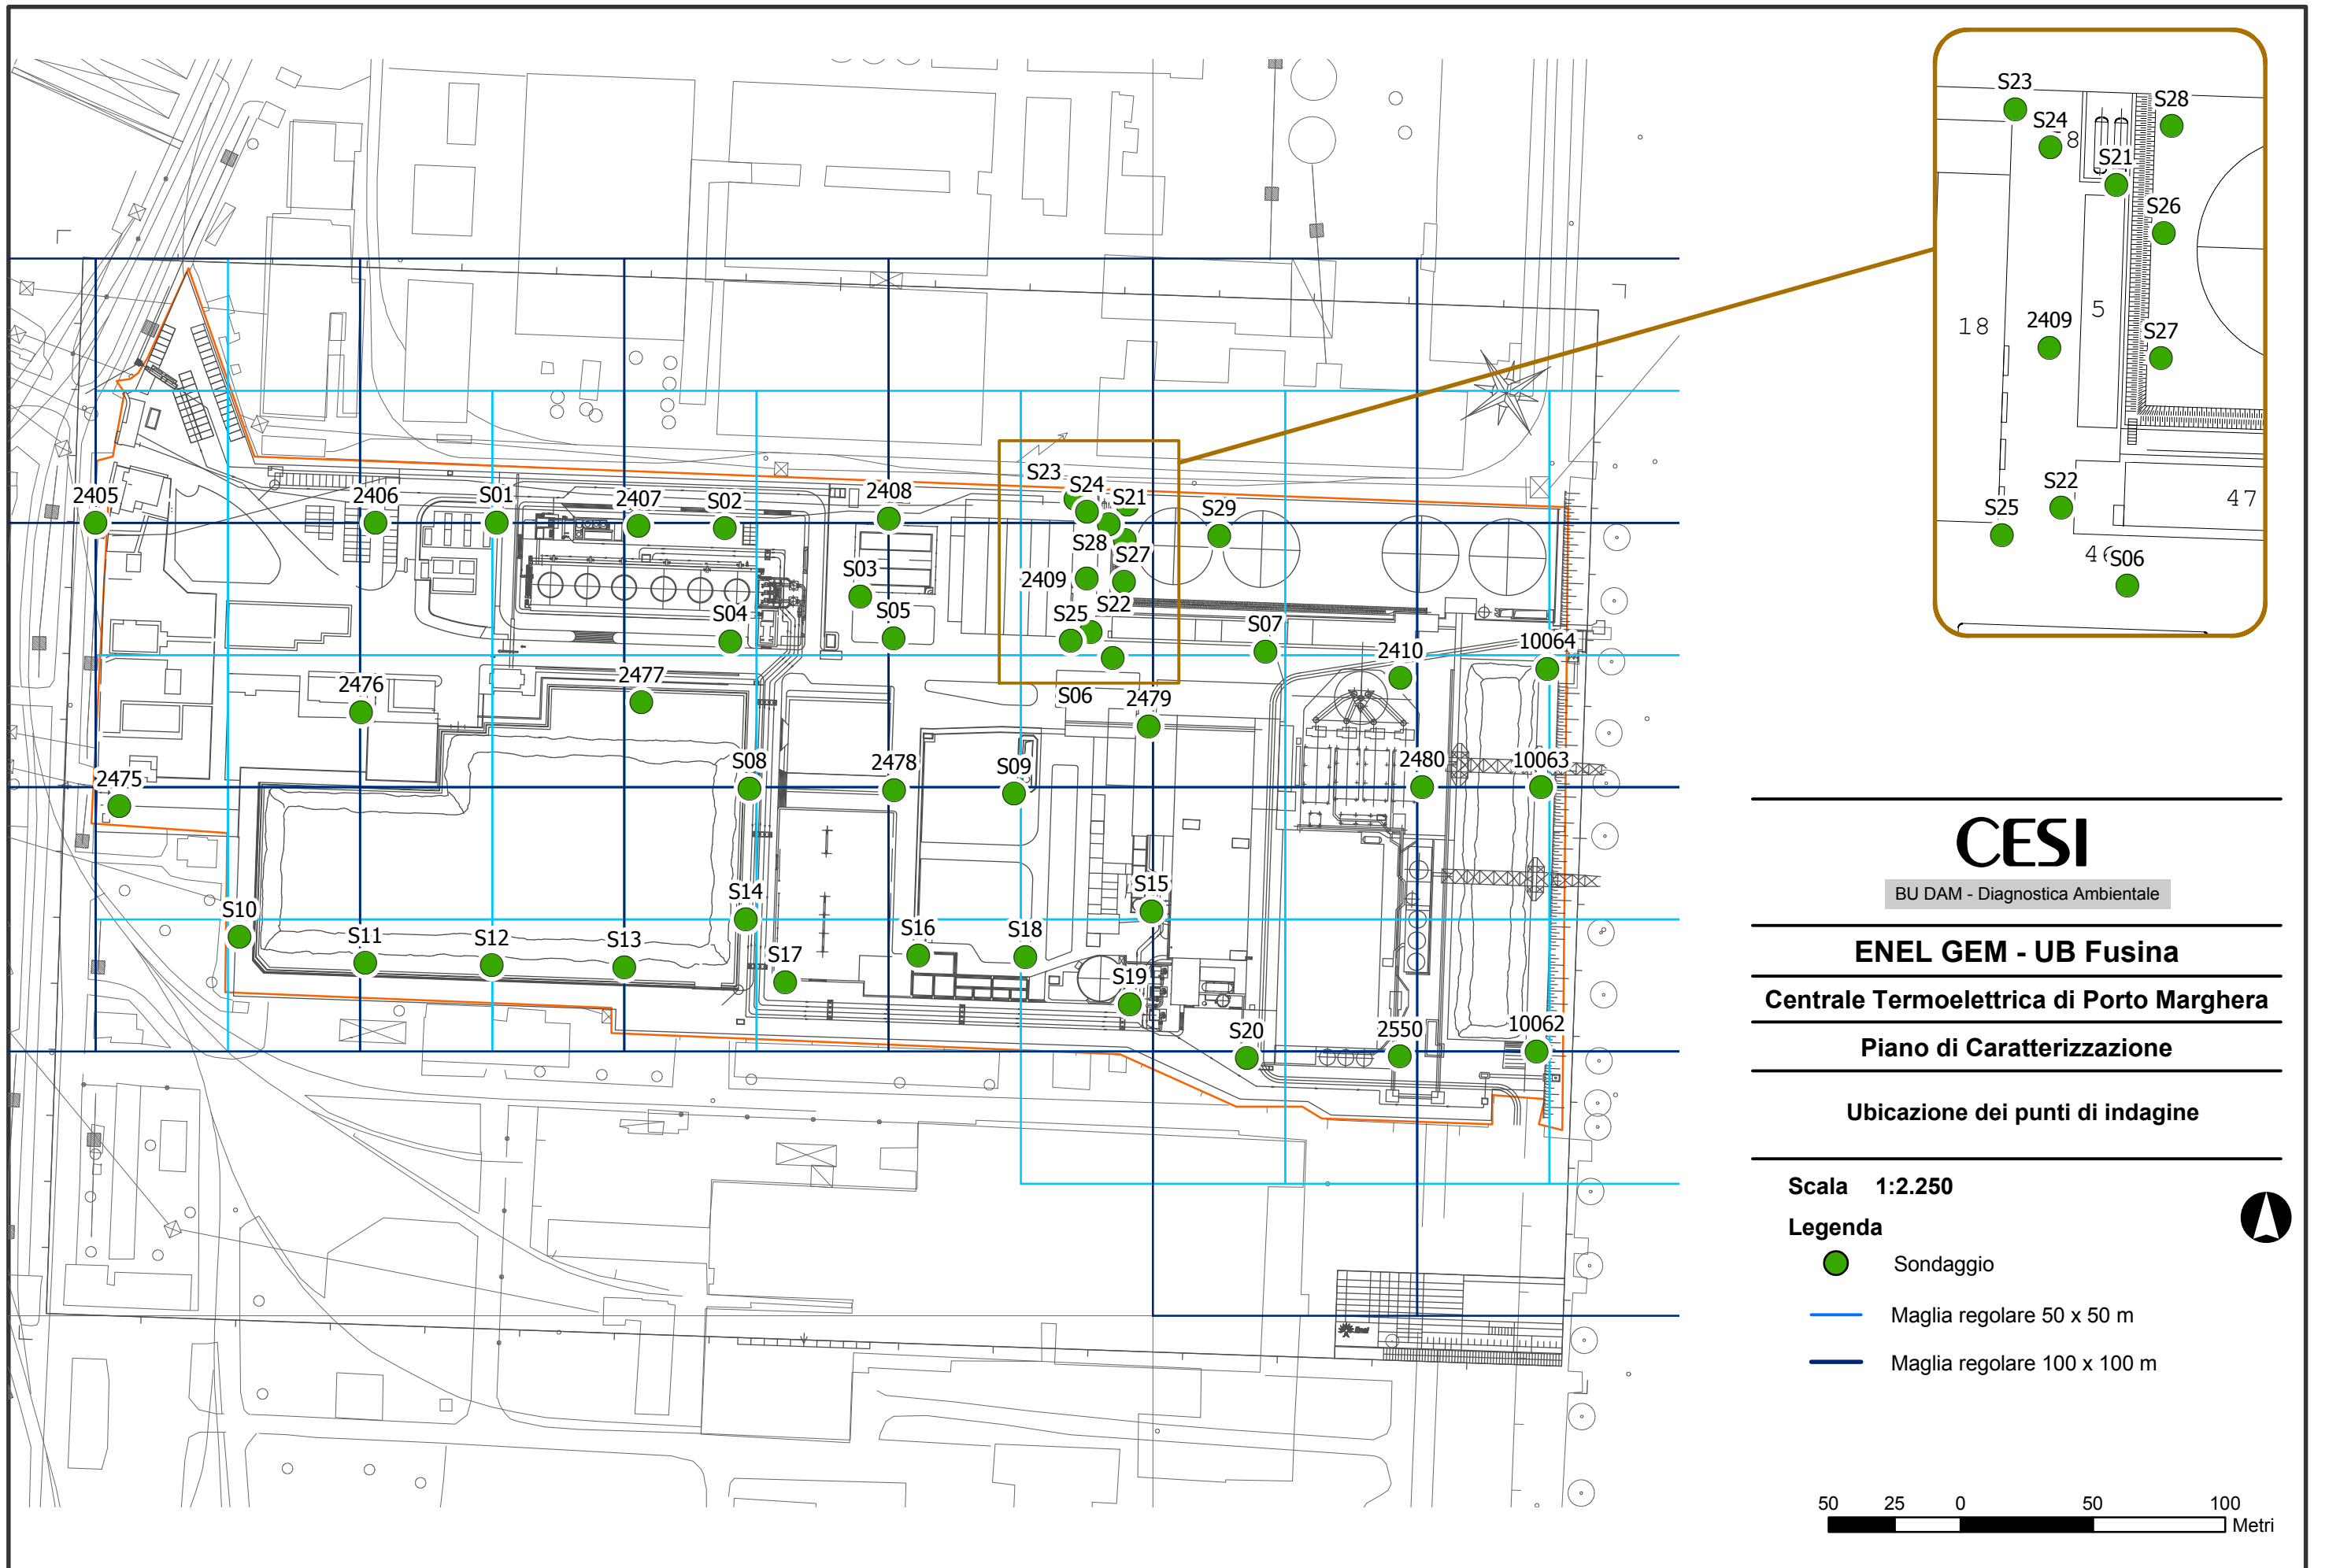 S23
S28
S24
8
S21
S26
18
5
2409
S27
S22
47
S25
46
S06
2405
2406
S01
2407
S02
2408
S23
S24
S21
S29
S28
S27
2409
S03
S05
S04
S25
S22
S07
2410
10064
2476
2477
S06
2479
2475
S08
2478
S09
2480
10063
S10
S11
S12
S13
S14
S17
S16
S18
S15
S19
S20
2550
10062
Enel
CESI
BU DAM - Diagnostica Ambientale
ENEL GEM - UB Fusina
Centrale Termoelettrica di Porto Marghera
Piano di Caratterizzazione
Ubicazione dei punti di indagine
Scala 1:2.250
Legenda
Sondaggio
Maglia regolare 50 x 50 m
Maglia regolare 100 x 100 m
50 25 0 50 100
Metri